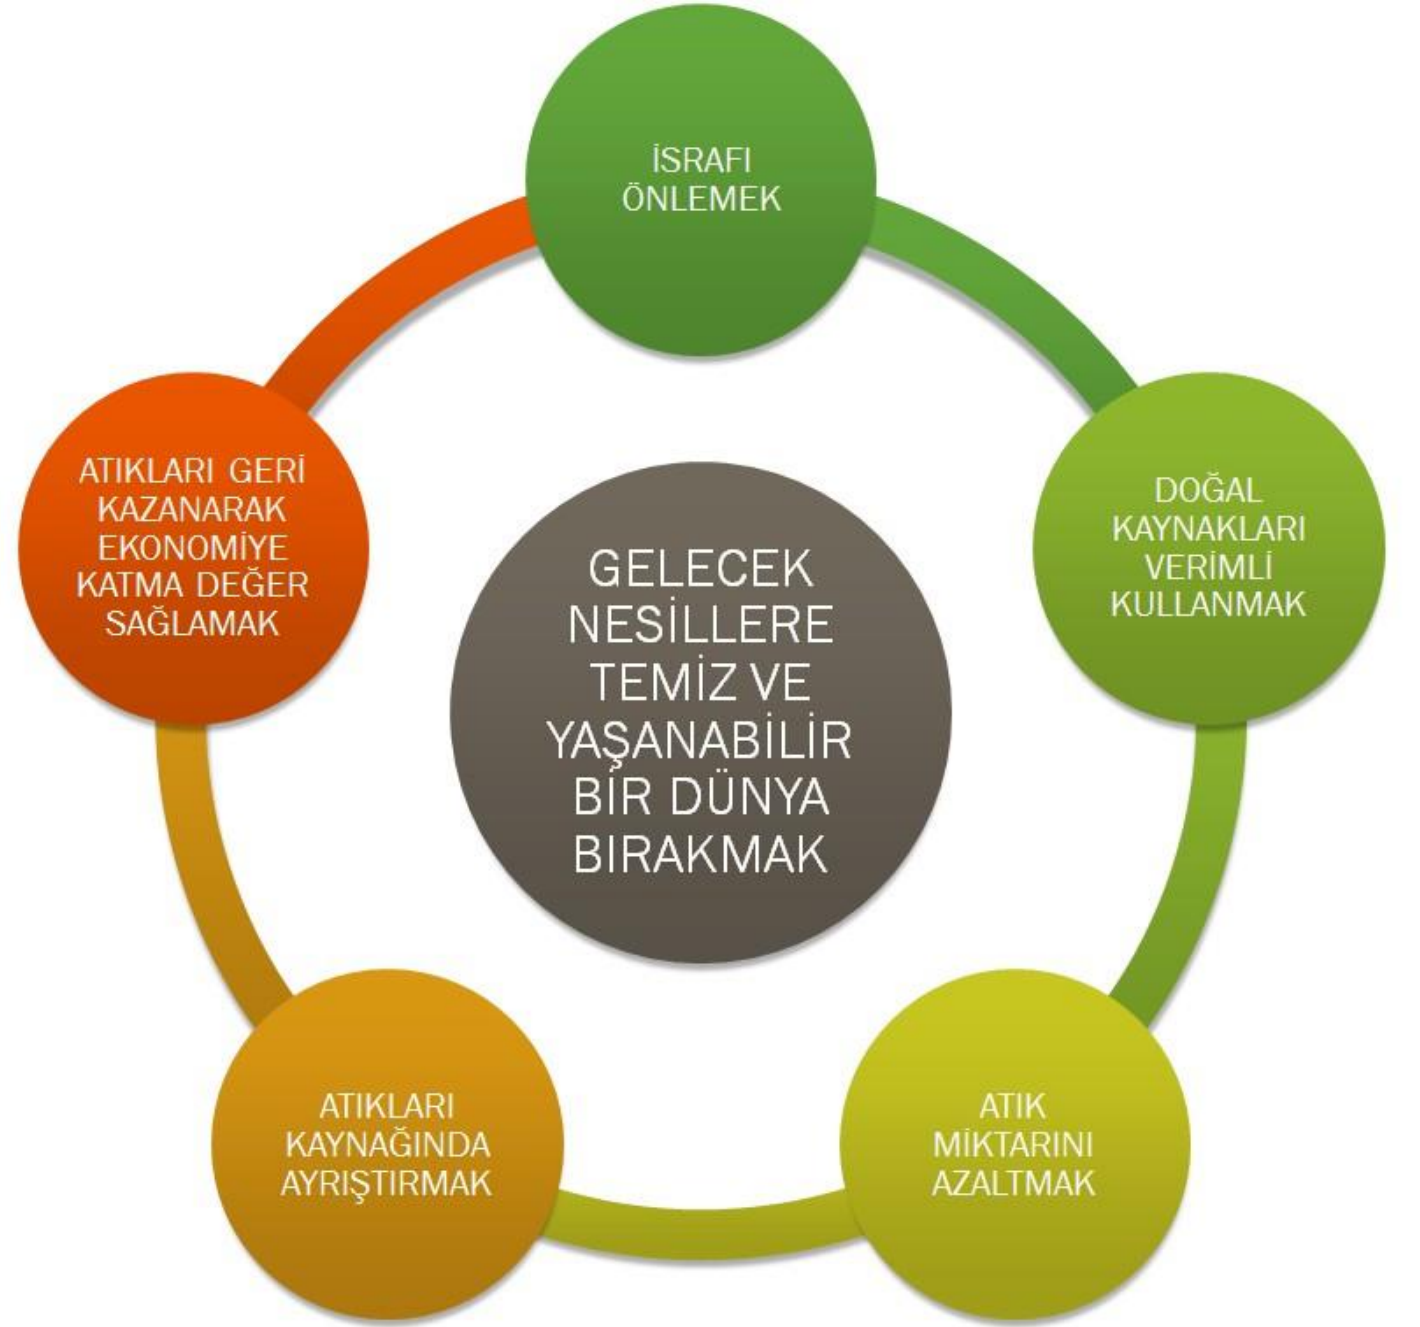 İSRAFI
ÖNLEMEK
DOĞAL
KAYNAKLARI
VERİMLİ
KULLANMAK
ATIK
MİKTARINI
AZALTMAK
ATIKLARI
KAYNAĞINDA
AYRIŞTIRMAK
ATIKLARI GERİ
KAZANARAK
EKONOMİYE
KATMA DEĞER
SAĞLAMAK
GELECEK
NESİLLERE
TEMİZ VE
YAŞANABİLİR
BİR DÜNYA
BIRAKMAK